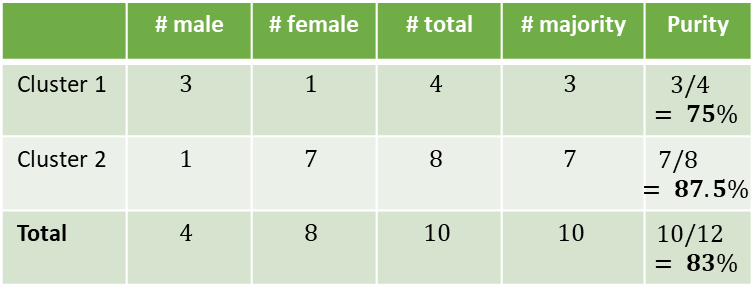 # male # female # total # majority Purity
Cluster 1 3 1 4 3 3/4
= 75%
Cluster 2 1 7 8 7 7/8
= 87.5%
Total 4 8 10 10 10/12
= 83%